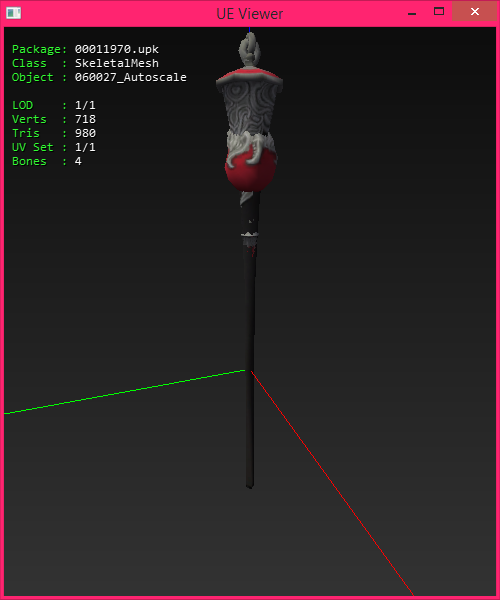 UE Viewer
Package: 00011970.upk
Class : SkeletalMesh
Object : 060027_Autoscale
LOD : 1/1
Verts : 718
Tris : 980
UV Set : 1/1
Bones : 4